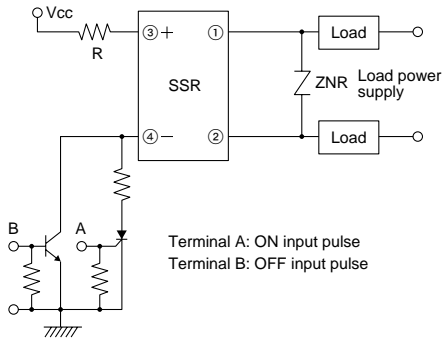 Vcc
R
③ +
①
SSR
④ −
②
Load
ZNR
Load power
supply
Load
B
A
Terminal A: ON input pulse
Terminal B: OFF input pulse